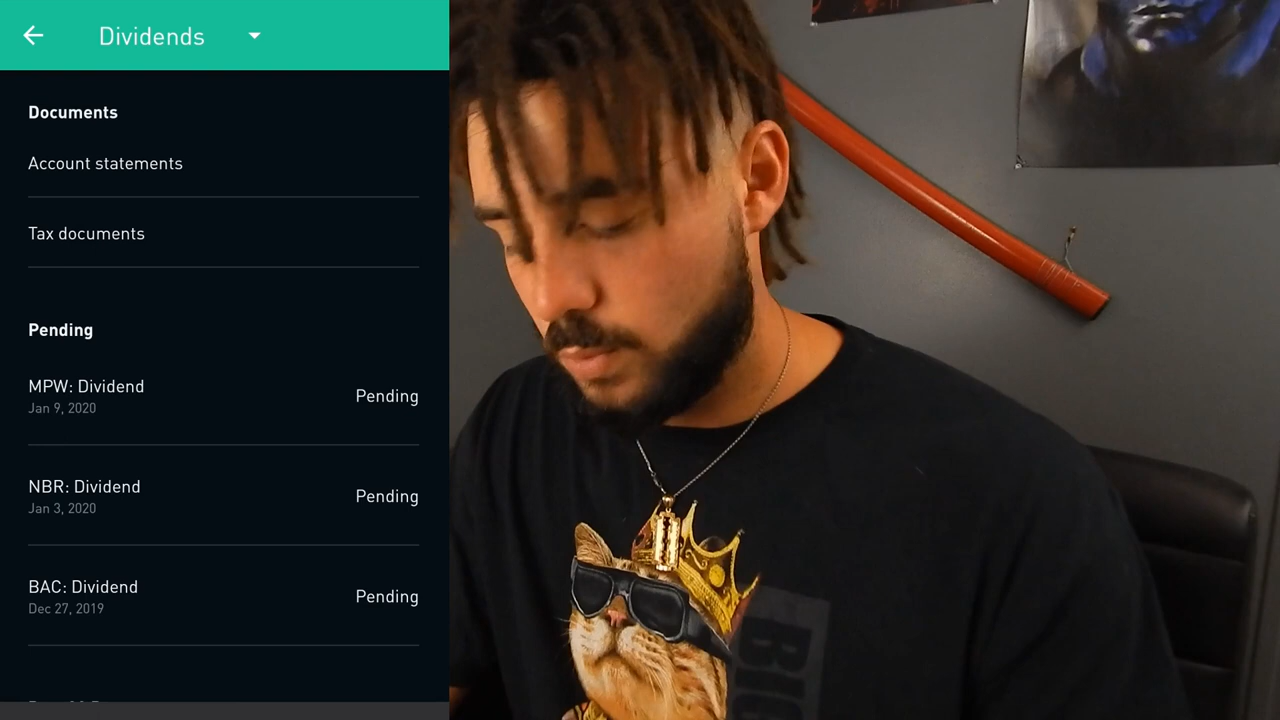 Dividends
Documents
Account statements
Tax documents
Pending
MPW: Dividend
Jan 9, 2020
Pending
NBR: Dividend
Jan 3, 2020
Pending
BAC: Dividend
Dec 27, 2019
Pending